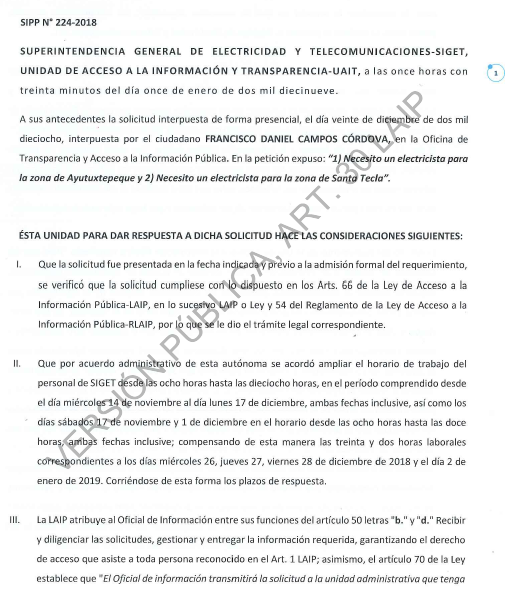 SIPP N° 224-2018
SUPERINTENDENCIA GENERAL DE ELECTRICIDAD Y TELECOMUNICACIONES-SIGET,
UNIDAD DE ACCESO A LA INFORMACIÓN Y TRANSPARENCIA-UAIT, a las once horas con
1
treinta minutos del día once de enero de dos mil diecinueve.
A sus antecedentes la solicitud interpuesta de forma presencial, el día veinte de diciembre de dos mil
dieciocho, interpuesta por el ciudadano FRANCISCO DANIEL CAMPOS CÓRDOVA, en la Oficina de
Transparencia y Acceso a la Información Pública. En la petición expuso: "1) Necesito un electricista para
la zona de Ayutuxtepeque y 2) Necesito un electricista para la zona de Santa Tecla".
ÉSTA UNIDAD PARA DAR RESPUESTA A DICHA SOLICITUD HACE LAS CONSIDERACIONES SIGUIENTES:
I. Que la solicitud fue presentada en la fecha indicada y previo a la admisión formal del requerimiento,
se verificó que la solicitud cumpliese con lo dispuesto en los Arts. 66 de la Ley de Acceso a la
Información Pública-LAIP, en lo sucesivo LAIP o Ley y 54 del Reglamento de la Ley de Acceso a la
Información Pública-RLAIP, por lo que se le dio el trámite legal correspondiente.
II. Que por acuerdo administrativo de esta autónoma se acordó ampliar el horario de trabajo del
personal de SIGET desde las ocho horas hasta las dieciocho horas, en el período comprendido desde
el día miércoles 14 de noviembre al día lunes 17 de diciembre, ambas fechas inclusive, así como los
días sábados 17 de noviembre y 1 de diciembre en el horario desde las ocho horas hasta las doce
horas, ambas fechas inclusive; compensando de esta manera las treinta y dos horas laborales
correspondientes a los días miércoles 26, jueves 27, viernes 28 de diciembre de 2018 y el día 2 de
enero de 2019. Corriéndose de esta forma los plazos de respuesta.
III. La LAIP atribuye al Oficial de Información entre sus funciones del artículo 50 letras "b." y "d." Recibir
y diligenciar las solicitudes, gestionar y entregar la información requerida, garantizando el derecho
de acceso que asiste a toda persona reconocido en el Art. 1 LAIP; asimismo, el artículo 70 de la Ley
establece que "El Oficial de información transmitirá la solicitud a la unidad administrativa que tenga
VERSIÓN PÚBLICA, ART. 30 LAIP